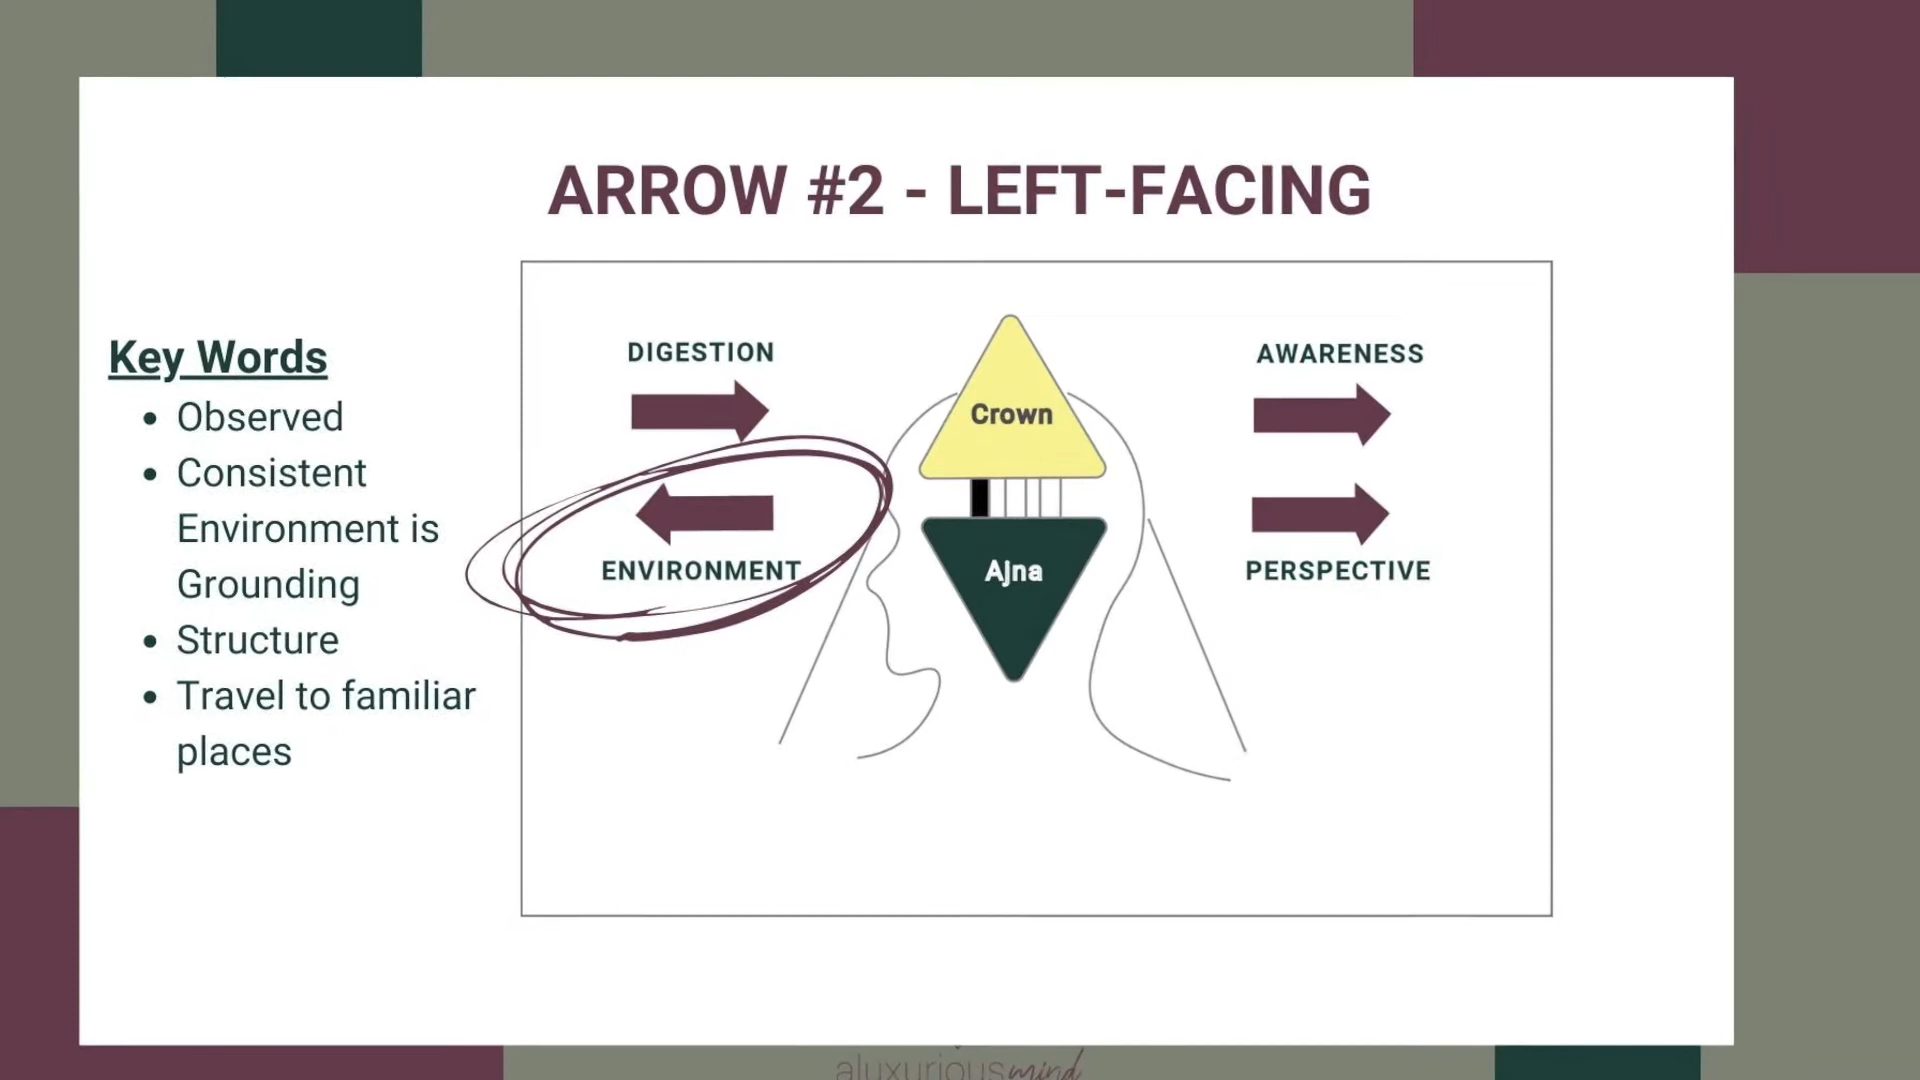 ARROW #2 - LEFT-FACING
Key Words
• Observed
• Consistent
Environment is
Grounding
• Structure
• Travel to familiar
places
DIGESTION
ENVIRONMENT
Crown
Ajna
AWARENESS
PERSPECTIVE
aluxuriousmind